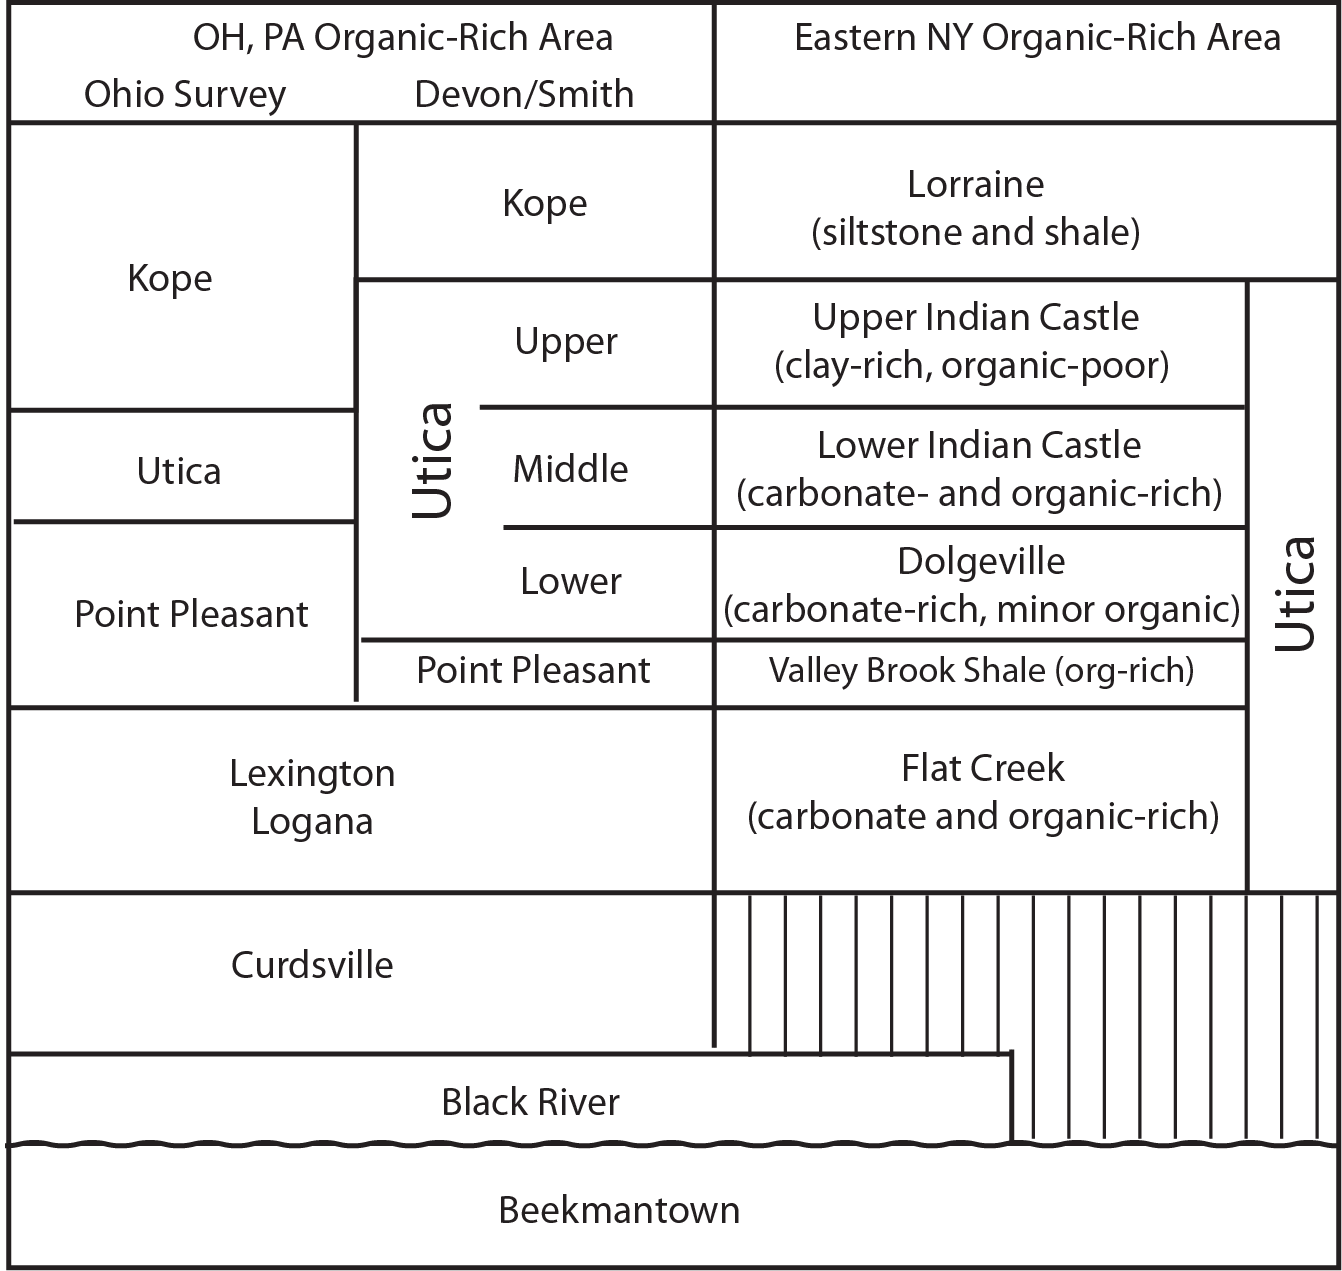 OH, PA Organic-Rich Area
Eastern NY Organic-Rich Area
Ohio Survey
Devon/Smith
Kope
Utica
Point Pleasant
Kope
Utica
Upper
Middle
Lower
Point Pleasant
Lorraine
(siltstone and shale)
Upper Indian Castle
(clay-rich, organic-poor)
Lower Indian Castle
(carbonate- and organic-rich)
Dolgeville
(carbonate-rich, minor organic)
Valley Brook Shale (org-rich)
Flat Creek
(carbonate and organic-rich)
Utica
Lexington
Logana
Curdsville
Black River
Beekmantown